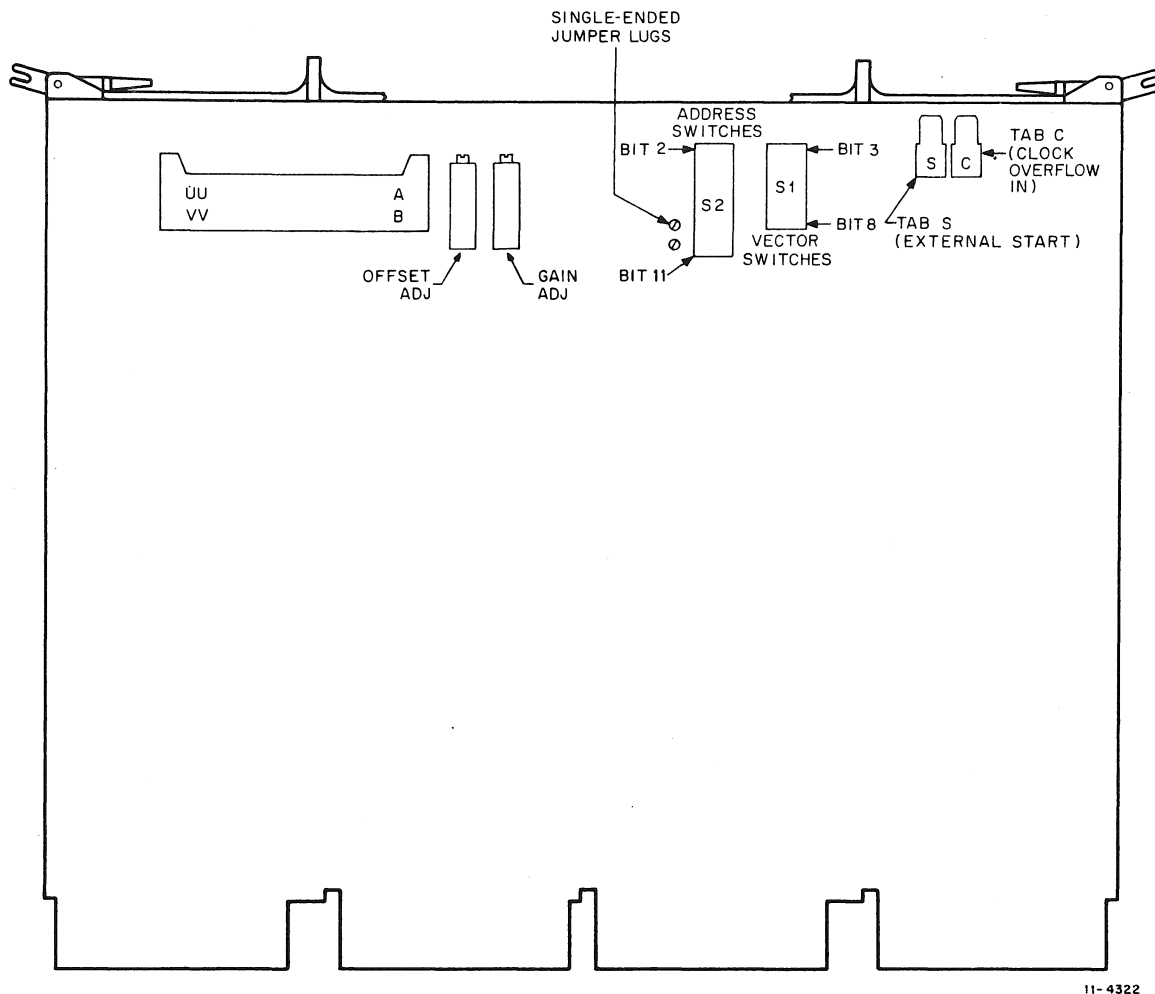 SINGLE-ENDED
JUMPER LUGS
ADDRESS
SWITCHES
BIT 2
BIT 3
TAB C
(CLOCK
OVERFLOW
IN)
S
C
UU
A
VV
B
S2
S1
BIT 8
TAB S
(EXTERNAL START)
VECTOR
SWITCHES
BIT 11
OFFSET
ADJ
GAIN
ADJ
11-4322